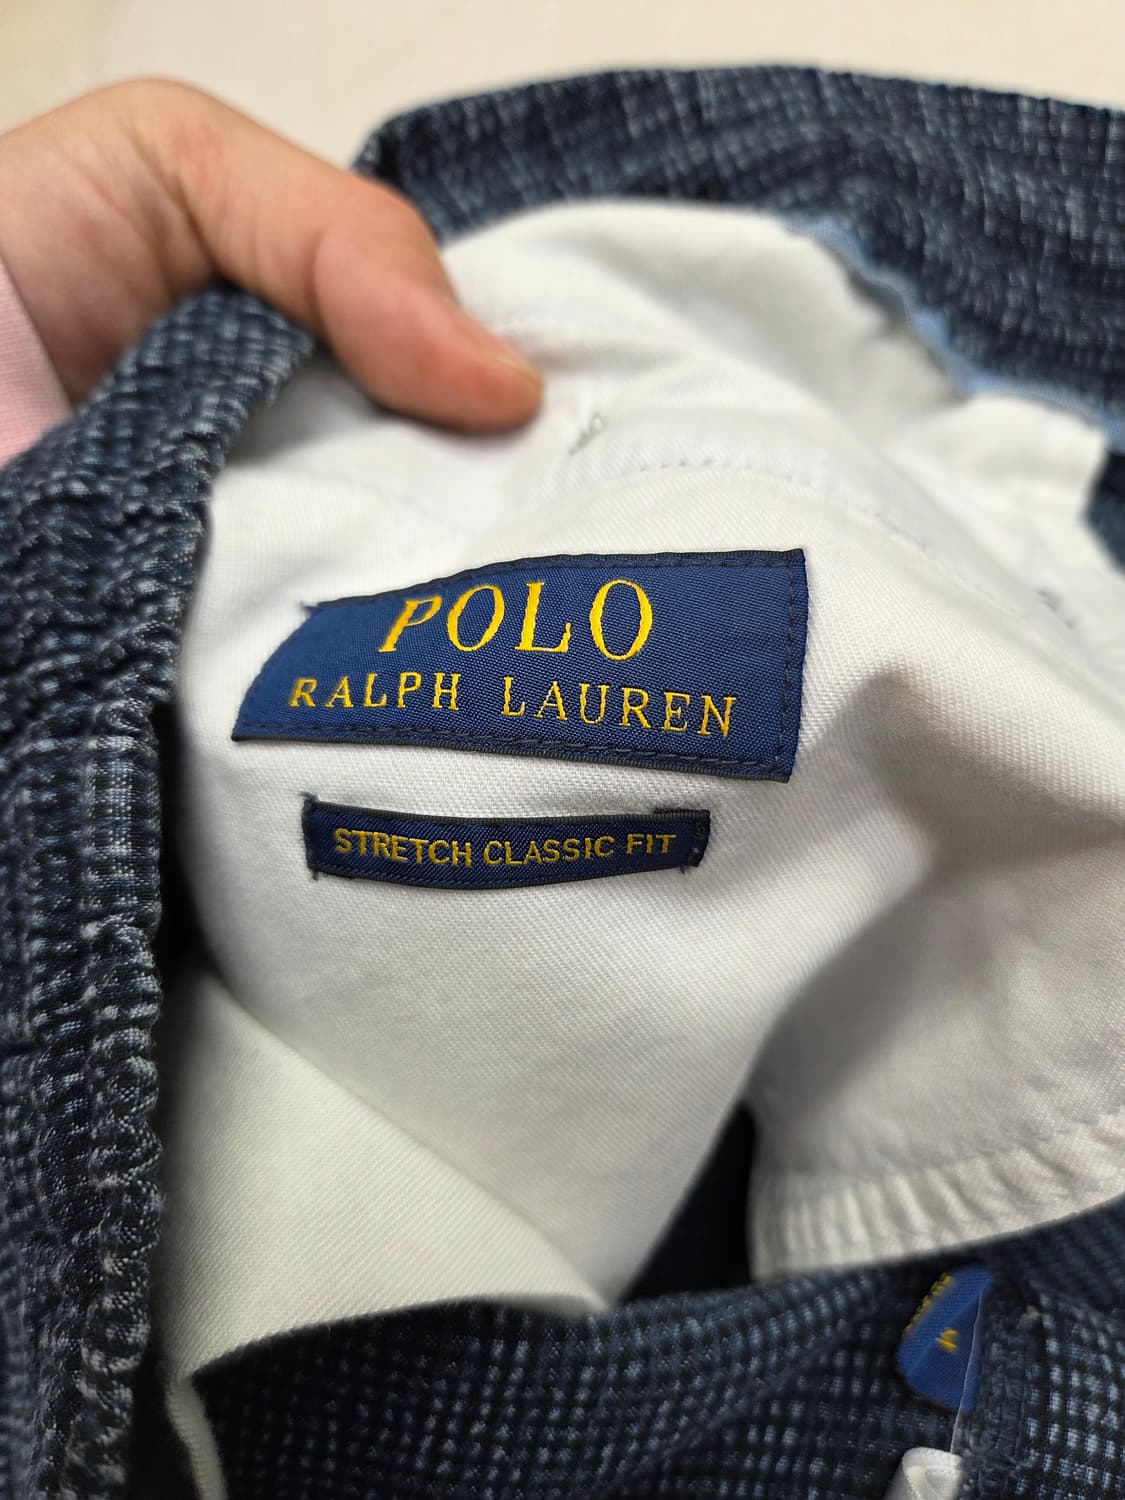 POLO
RALPH LAUREN
STRETCH CLASSIC FIT